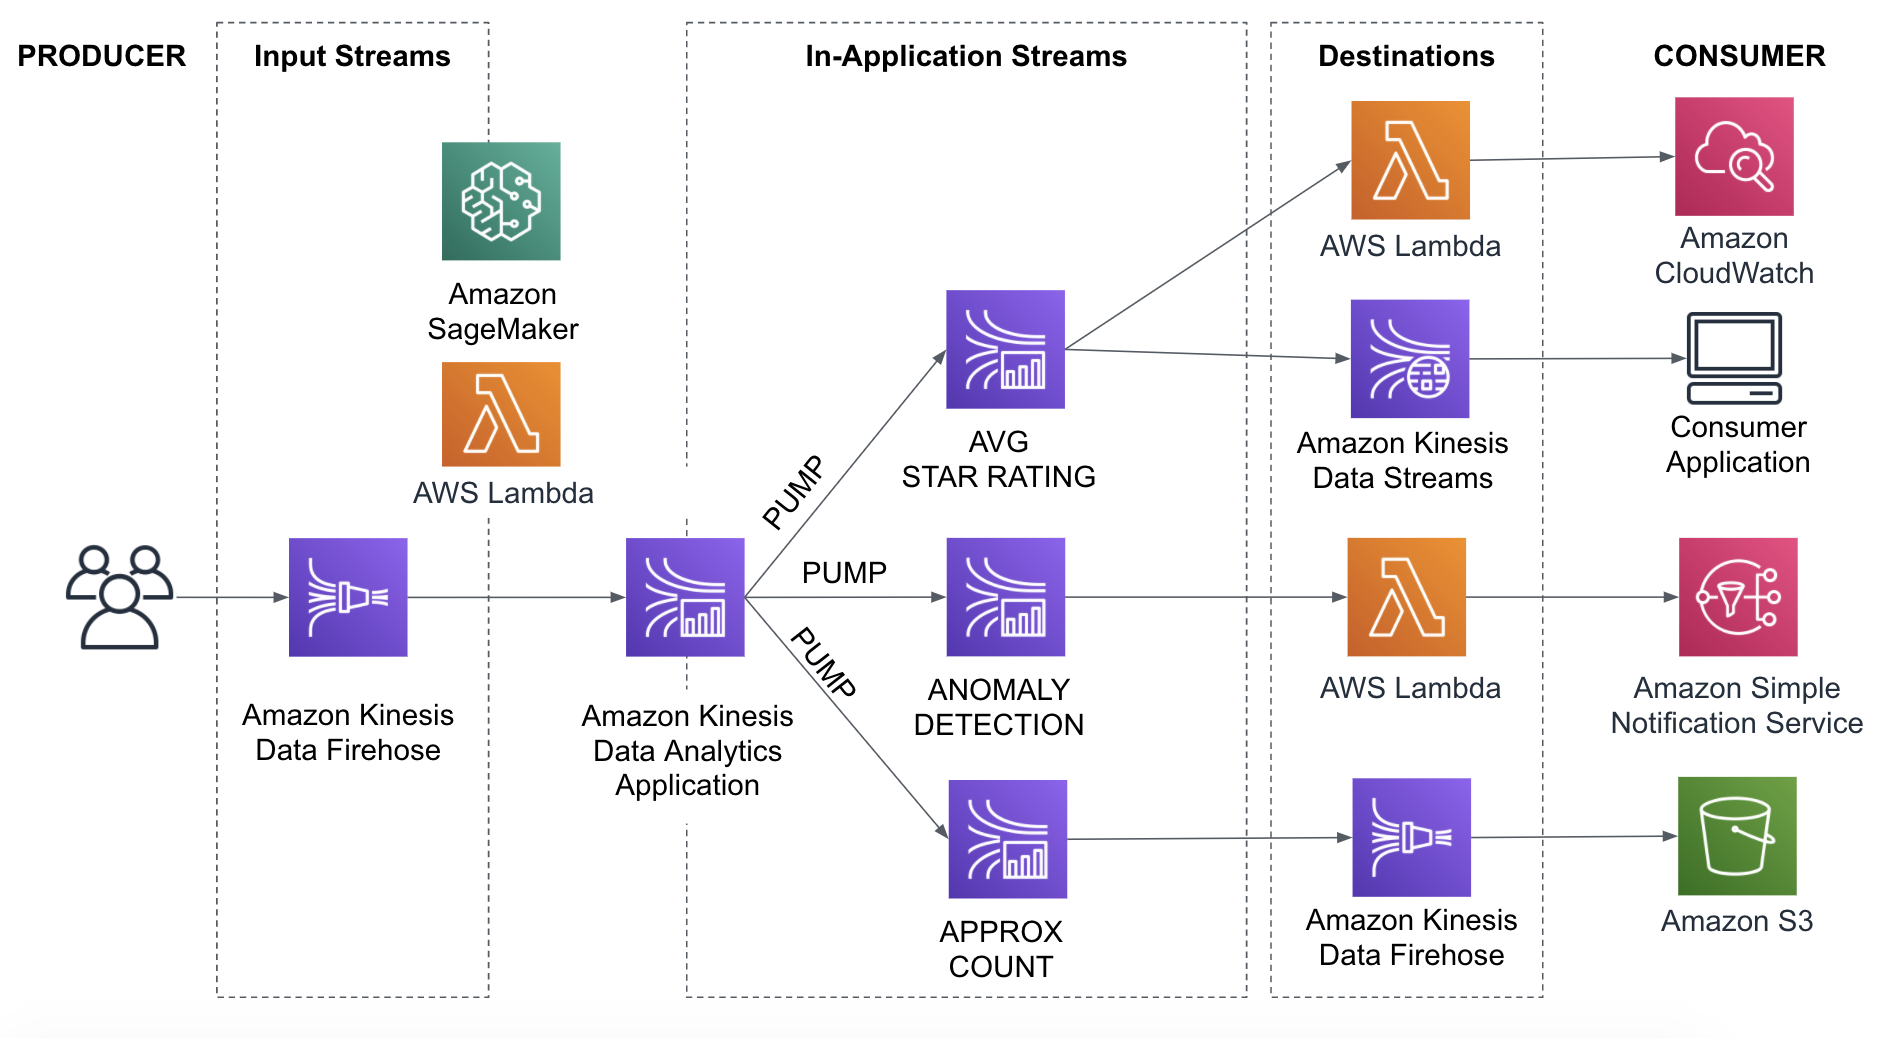 PRODUCER
Input Streams
In-Application Streams
Destinations
CONSUMER
Amazon
SageMaker
AWS Lambda
Amazon Kinesis
Data Firehose
Amazon Kinesis
Data Analytics
Application
PUMP
PUMP
PUMP
AVG
STAR RATING
ANOMALY
DETECTION
APPROX
COUNT
AWS Lambda
Amazon Kinesis
Data Streams
AWS Lambda
Amazon Kinesis
Data Firehose
Amazon
CloudWatch
Consumer
Application
Amazon Simple
Notification Service
Amazon S3